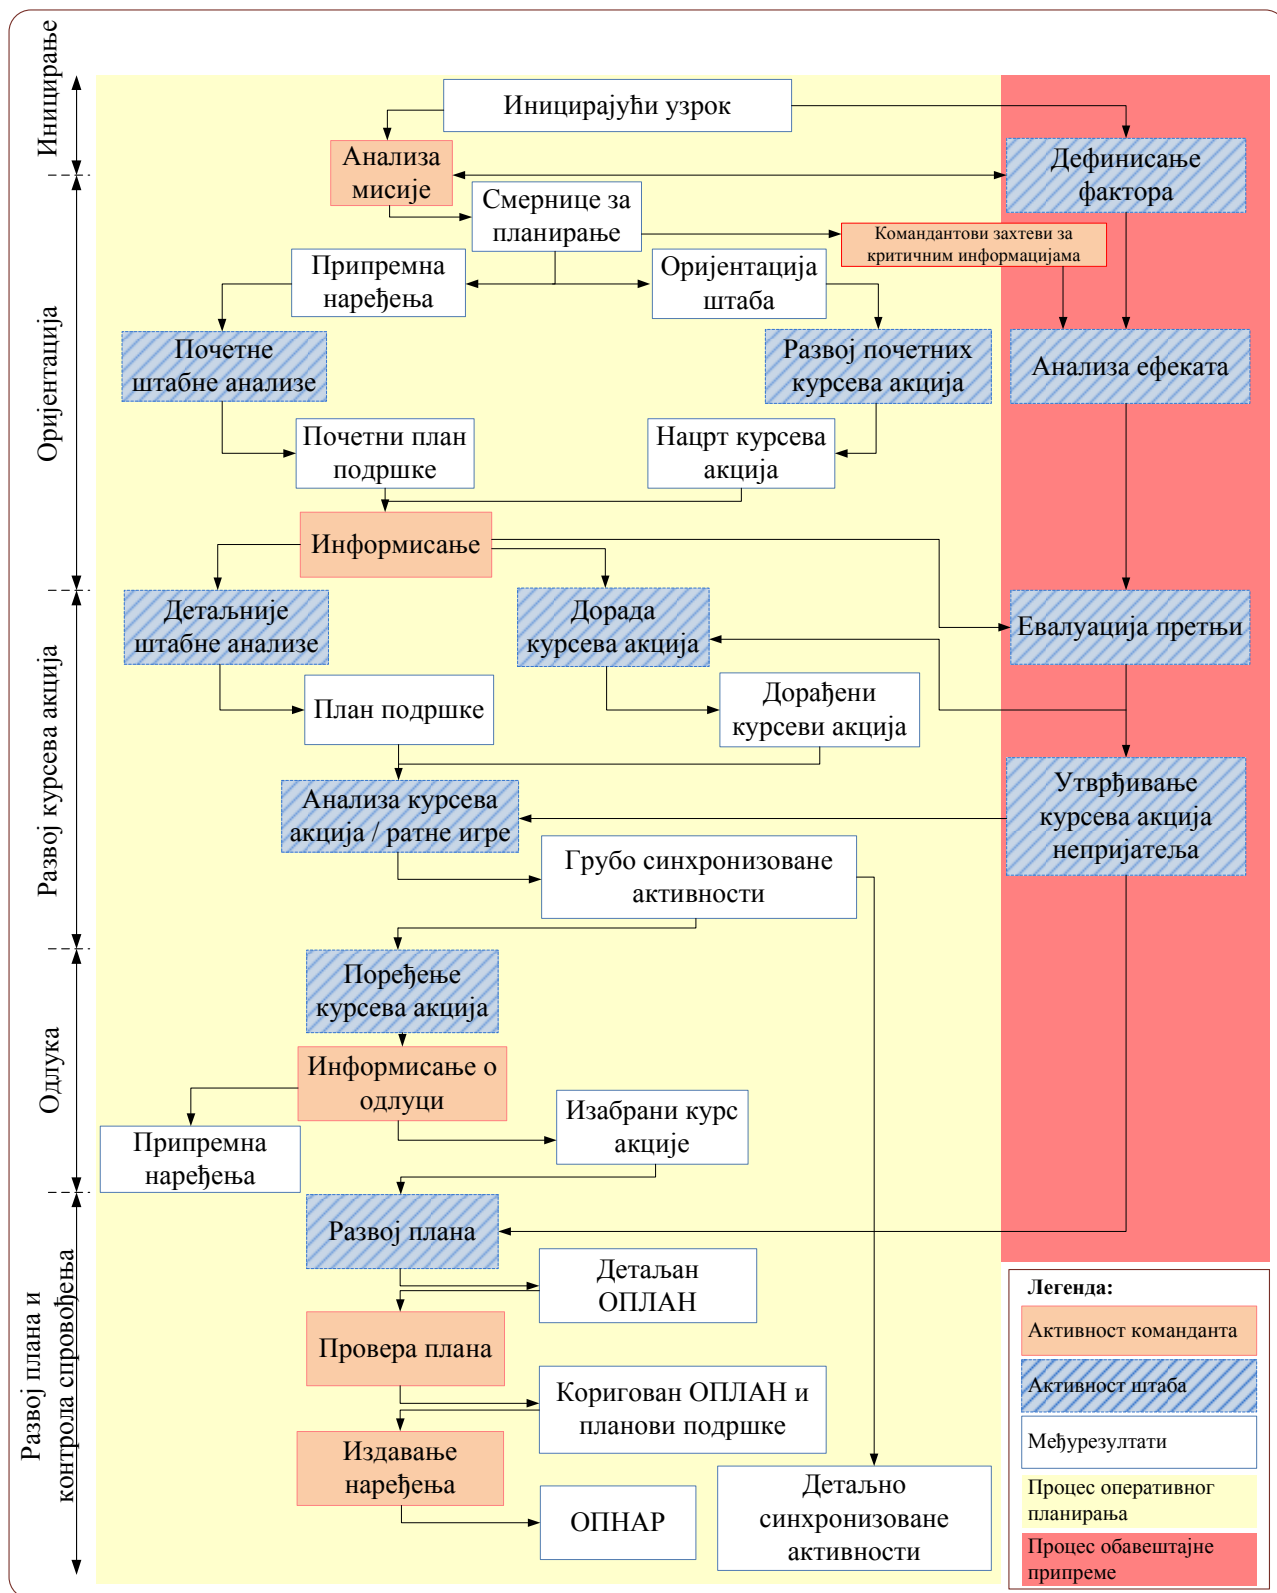 Иницирање
Иницирајући узрок
Анализа
мисије
Дефинисање
фактора
Оријентација
Смернице за
планирање
Командантови захтеви за
критичним информацијама
Припремна
наређења
Оријентација
штаба
Почетне
штабне анализе
Развој почетних
курсева акција
Анализа ефеката
Почетни план
подршке
Нацрт курсева
акција
Информисање
Развој курсева акција
Детаљније
штабне анализе
Дорада
курсева акција
Евалуација претњи
План подршке
Дорађени
курсеви акција
Анализа курсева
акција / ратне игре
Утврђивање
курсева акција
непријатеља
Грубо синхронизоване
активности
Одлука
Поређење
курсева акција
Информисање о
одлуци
Изабрани курс
акције
Припремна
наређења
Развој плана и
контрола спровођења
Развој плана
Детаљан
ОПЛАН
Провера плана
Коригован ОПЛАН и
планови подршке
Издавање
наређења
ОПНАР
Детаљно
синхронизоване
активности
Легенда:
Активност команданта
Активност штаба
Међурезултати
Процес оперативног
планирања
Процес обавештајне
припреме